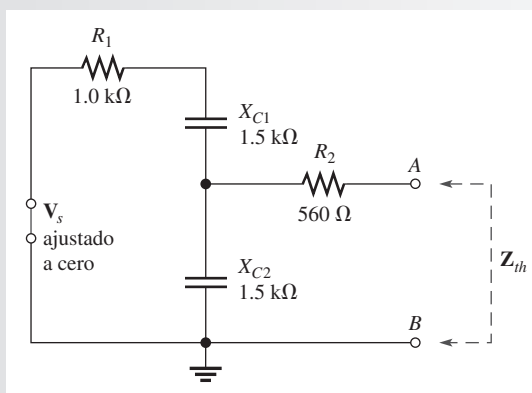 R1
1.0 kΩ
XC1
1.5 kΩ
R2
560 Ω
A
Vs
ajustado
a cero
Zth
XC2
1.5 kΩ
B